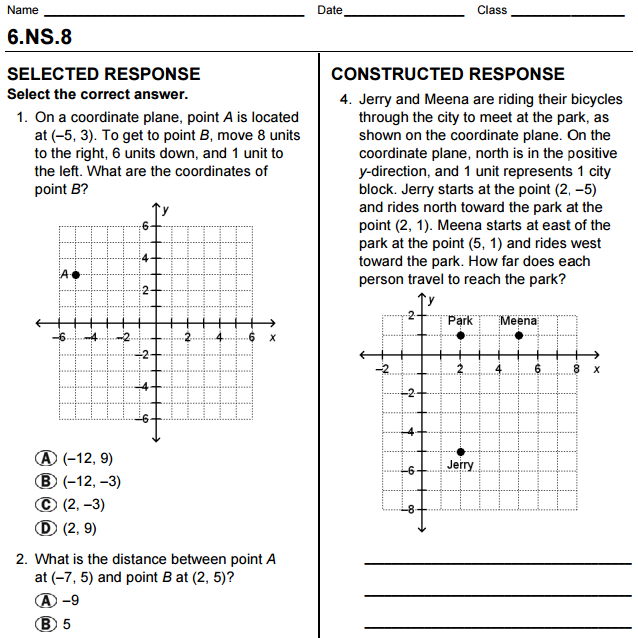 Name Date Class
6.NS.8
SELECTED RESPONSE
Select the correct answer.
1. On a coordinate plane, point A is located
at (–5, 3). To get to point B, move 8 units
to the right, 6 units down, and 1 unit to
the left. What are the coordinates of
point B?
y
6
4
A
2
–6 –4 –2 2 4 6 x
–2
–4
–6
A (–12, 9)
B (–12, –3)
C (2, –3)
D (2, 9)
2. What is the distance between point A
at (–7, 5) and point B at (2, 5)?
A –9
B 5
CONSTRUCTED RESPONSE
4. Jerry and Meena are riding their bicycles
through the city to meet at the park, as
shown on the coordinate plane. On the
coordinate plane, north is in the positive
y-direction, and 1 unit represents 1 city
block. Jerry starts at the point (2, –5)
and rides north toward the park at the
point (2, 1). Meena starts at east of the
park at the point (5, 1) and rides west
toward the park. How far does each
person travel to reach the park?
y
2
Park Meena
–2 2 4 6 8 x
–2
–4
Jerry
–6
–8